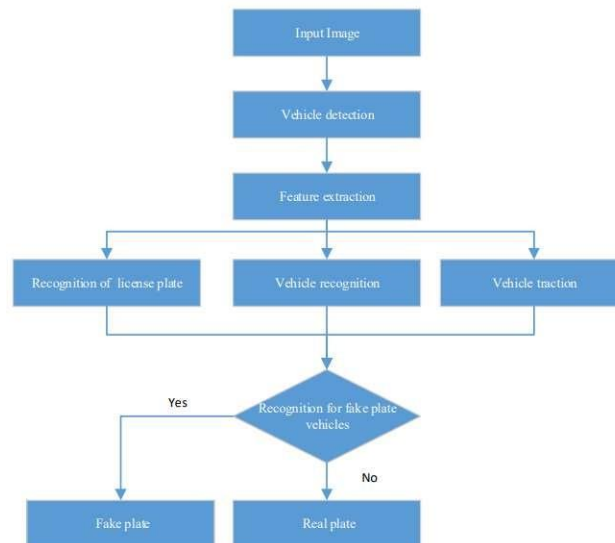 Input Image
Vehicle detection
Feature extraction
Recognition of license plate
Vehicle recognition
Vehicle traction
Recognition for fake plate
vehicles
Yes
No
Fake plate
Real plate